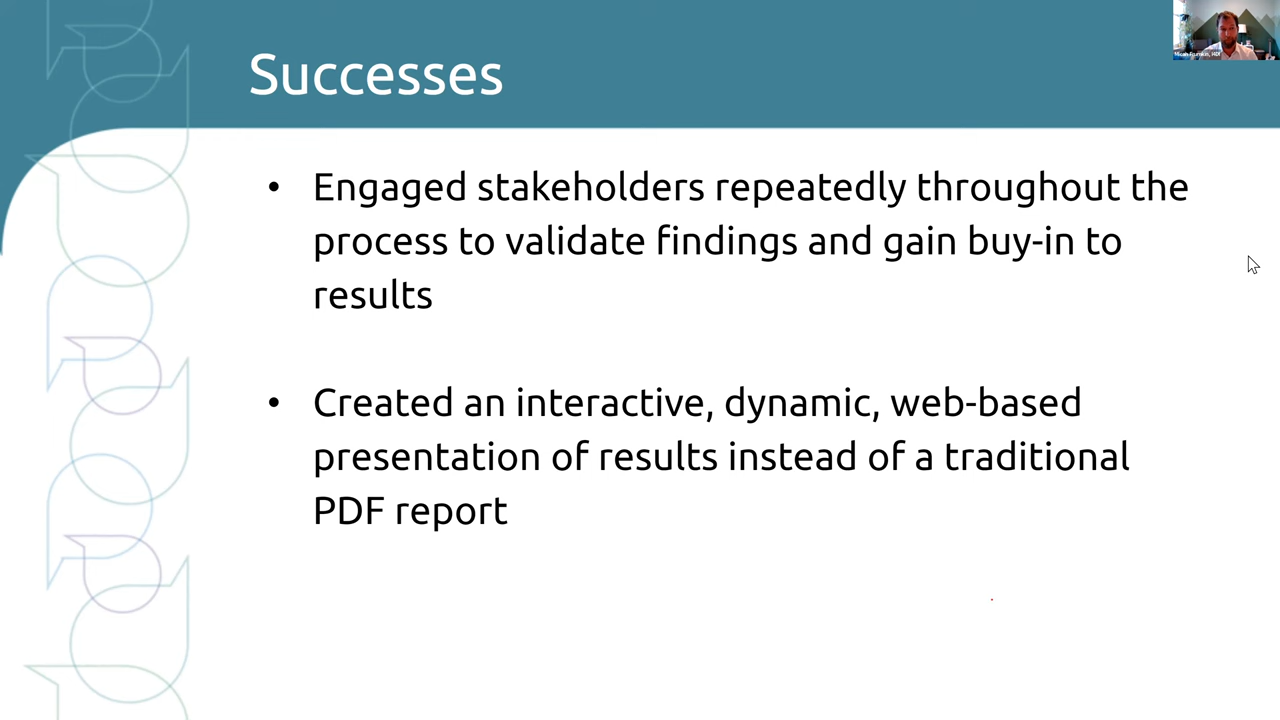 Successes
• Engaged stakeholders repeatedly throughout the
process to validate findings and gain buy-in to
results
• Created an interactive, dynamic, web-based
presentation of results instead of a traditional
PDF report